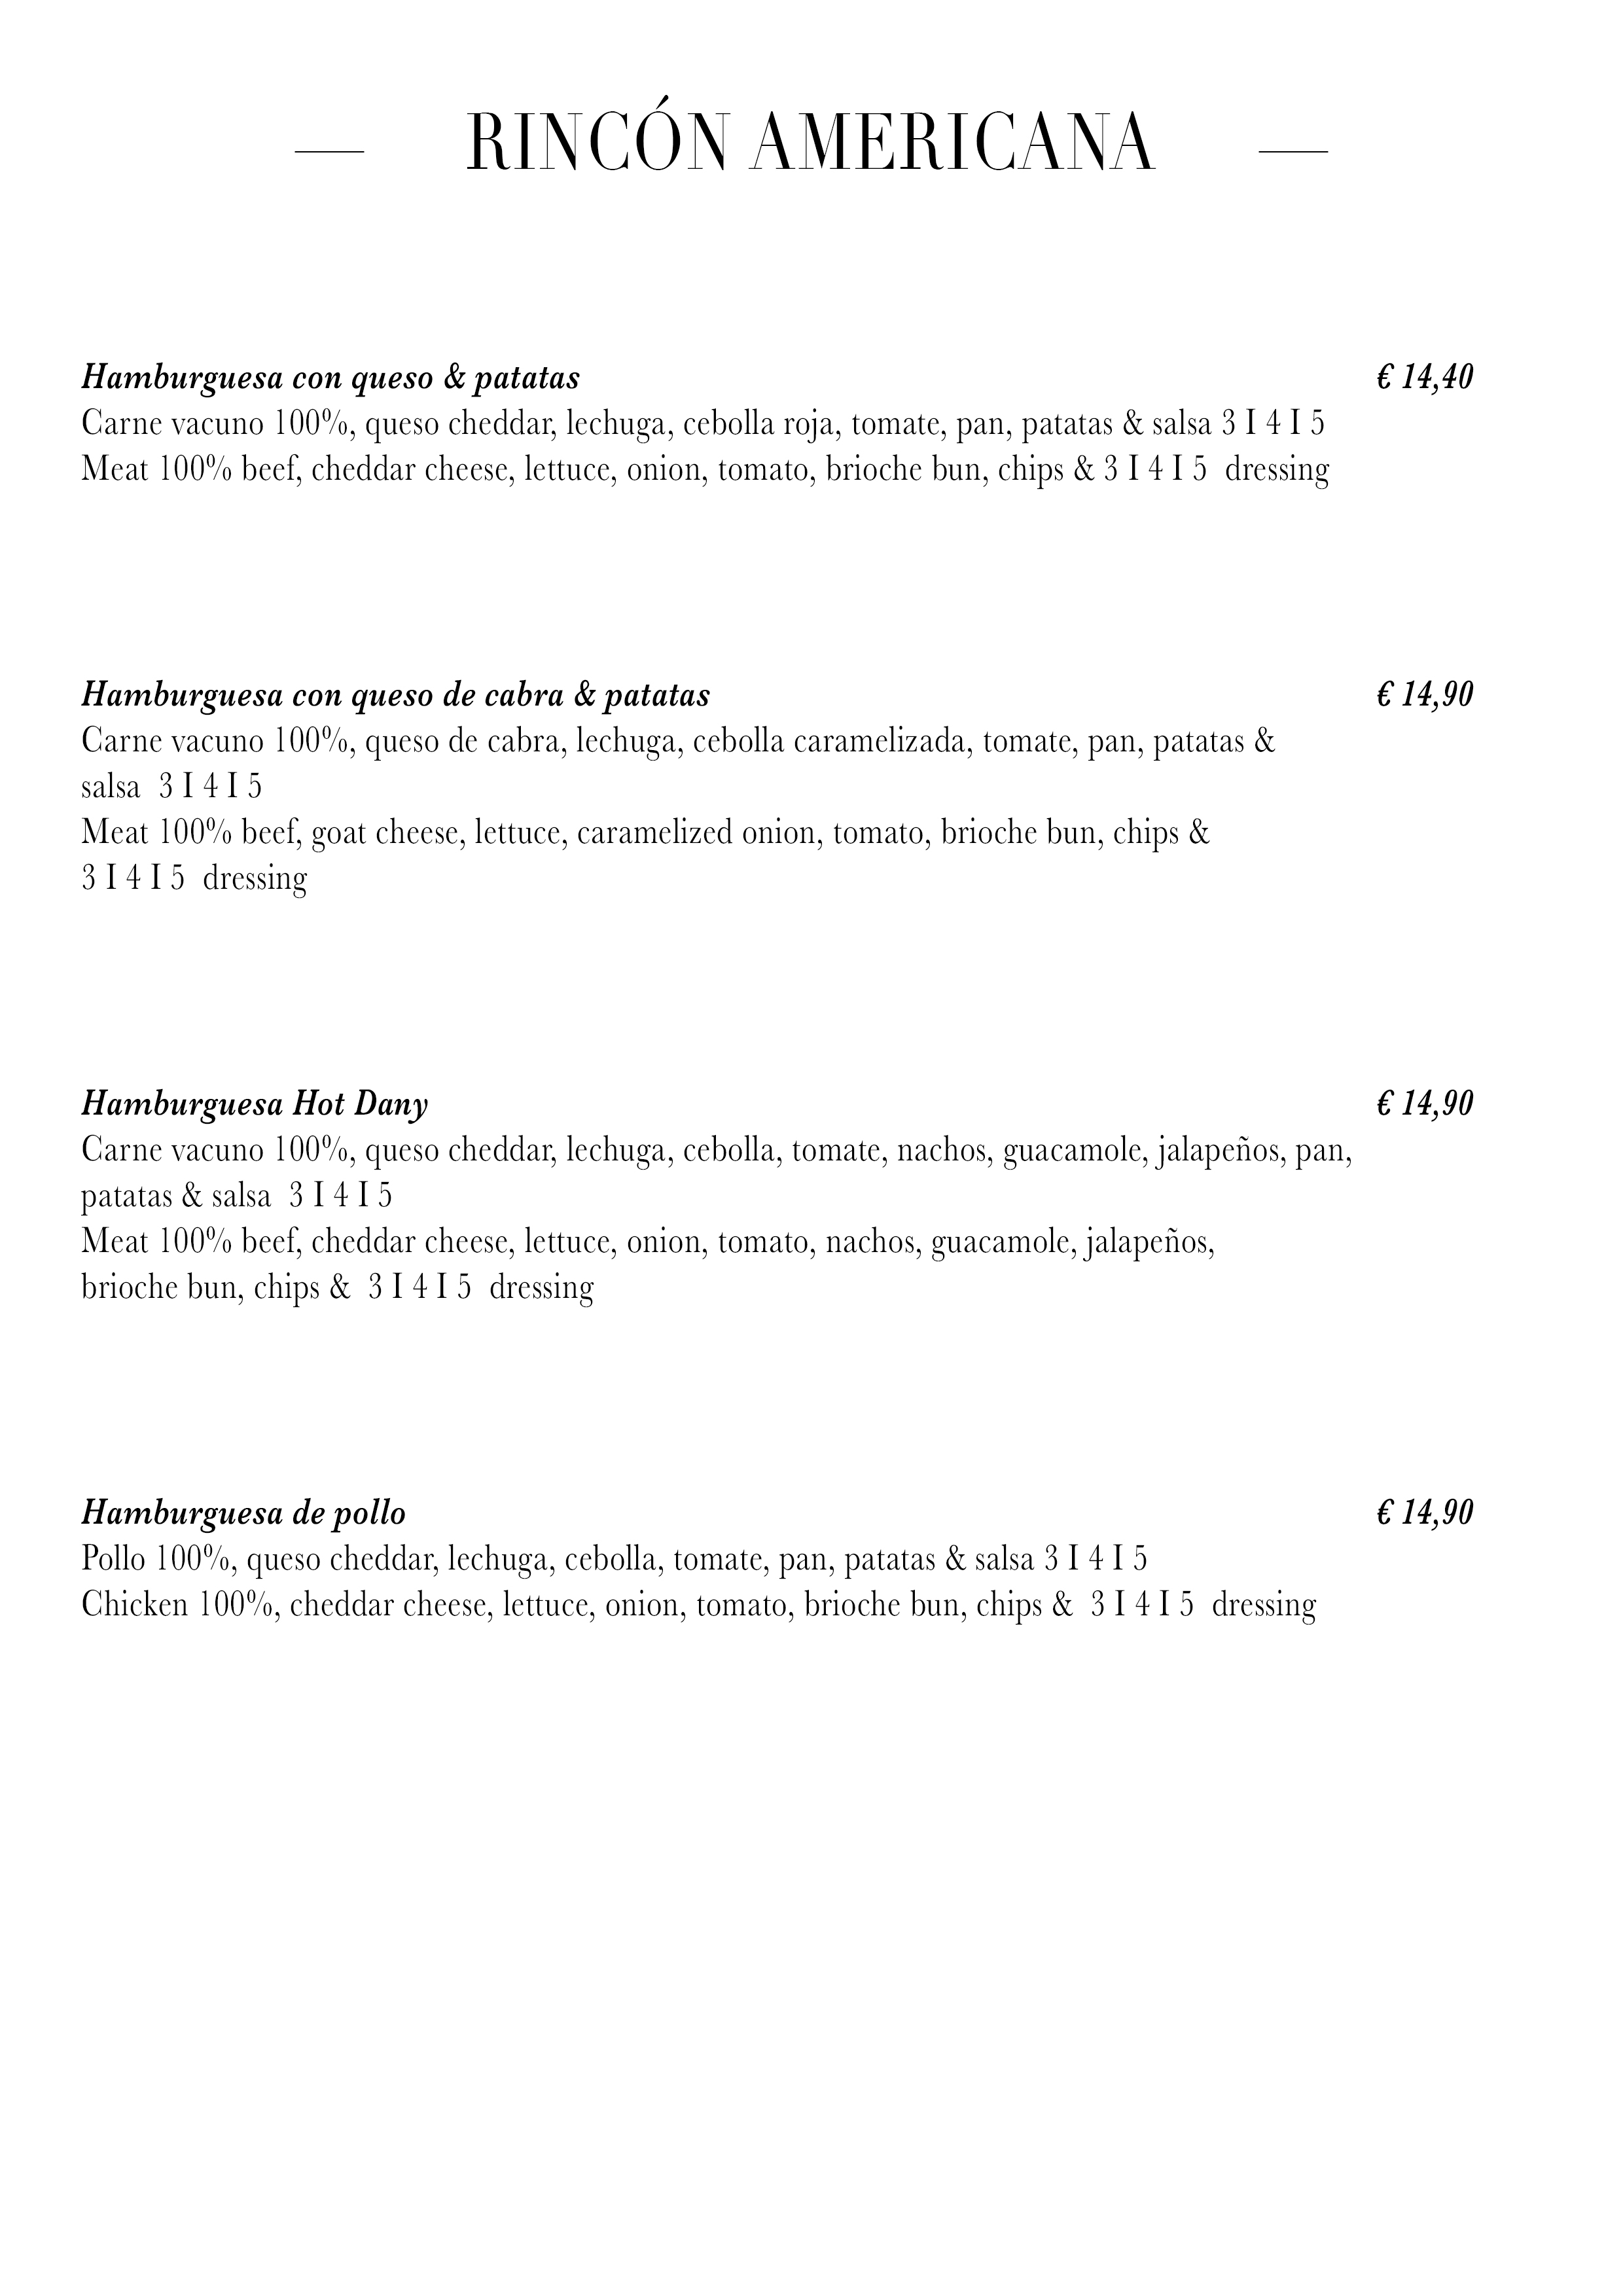 RINCÓN AMERICANA
Hamburguesa con queso & patatas € 14,40
Carne vacuno 100%, queso cheddar, lechuga, cebolla roja, tomate, pan, patatas & salsa 3 I 4 I 5
Meat 100% beef, cheddar cheese, lettuce, onion, tomato, brioche bun, chips & 3 I 4 I 5 dressing
Hamburguesa con queso de cabra & patatas € 14,90
Carne vacuno 100%, queso de cabra, lechuga, cebolla caramelizada, tomate, pan, patatas &
salsa 3 I 4 I 5
Meat 100% beef, goat cheese, lettuce, caramelized onion, tomato, brioche bun, chips &
3 I 4 I 5 dressing
Hamburguesa Hot Dany € 14,90
Carne vacuno 100%, queso cheddar, lechuga, cebolla, tomate, nachos, guacamole, jalapeños, pan,
patatas & salsa 3 I 4 I 5
Meat 100% beef, cheddar cheese, lettuce, onion, tomato, nachos, guacamole, jalapeños,
brioche bun, chips & 3 I 4 I 5 dressing
Hamburguesa de pollo € 14,90
Pollo 100%, queso cheddar, lechuga, cebolla, tomate, pan, patatas & salsa 3 I 4 I 5
Chicken 100%, cheddar cheese, lettuce, onion, tomato, brioche bun, chips & 3 I 4 I 5 dressing